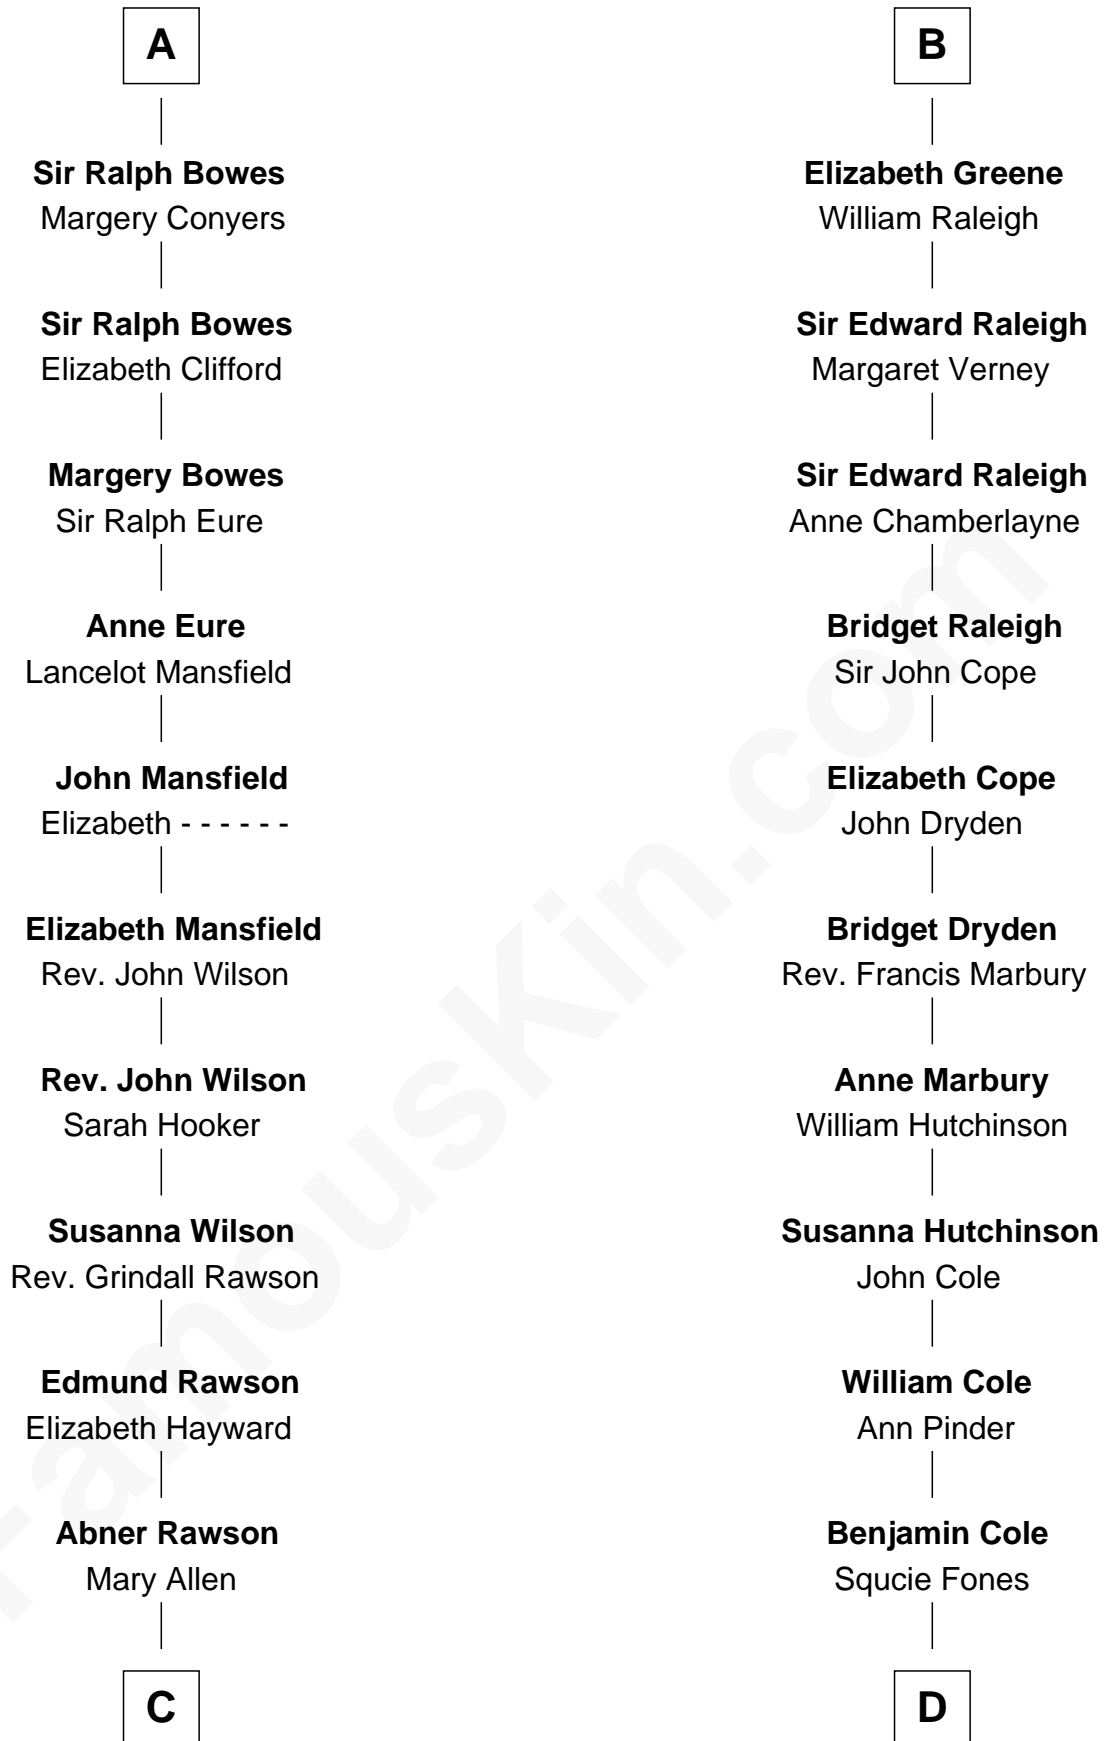 A
Sir Ralph Bowes
Margery Conyers
Sir Ralph Bowes
Elizabeth Clifford
Margery Bowes
Sir Ralph Eure
Anne Eure
Lancelot Mansfield
John Mansfield
Elizabeth - - - - - -
Elizabeth Mansfield
Rev. John Wilson
Rev. John Wilson
Sarah Hooker
Susanna Wilson
Rev. Grindall Rawson
Edmund Rawson
Elizabeth Hayward
Abner Rawson
Mary Allen
C
B
Elizabeth Greene
William Raleigh
Sir Edward Raleigh
Margaret Verney
Sir Edward Raleigh
Anne Chamberlayne
Bridget Raleigh
Sir John Cope
Elizabeth Cope
John Dryden
Bridget Dryden
Rev. Francis Marbury
Anne Marbury
William Hutchinson
Susanna Hutchinson
John Cole
William Cole
Ann Pinder
Benjamin Cole
Squcie Fones
D
FamousKin.com